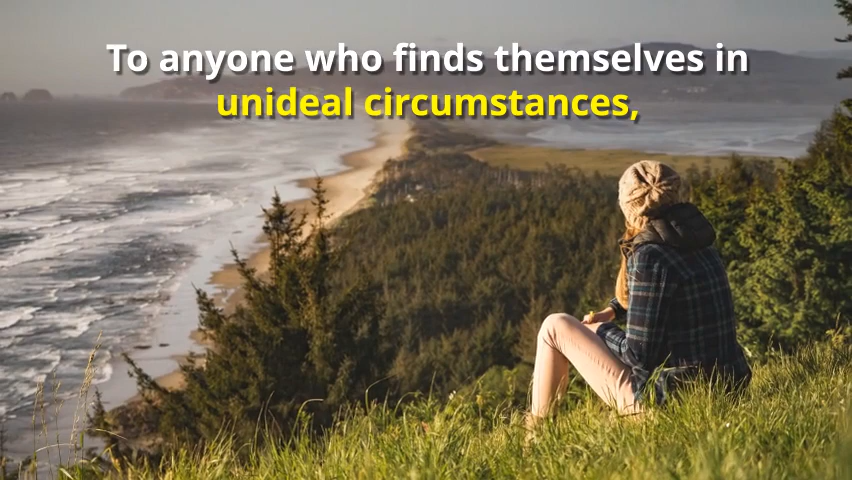 To anyone who finds themselves in
unideal circumstances,